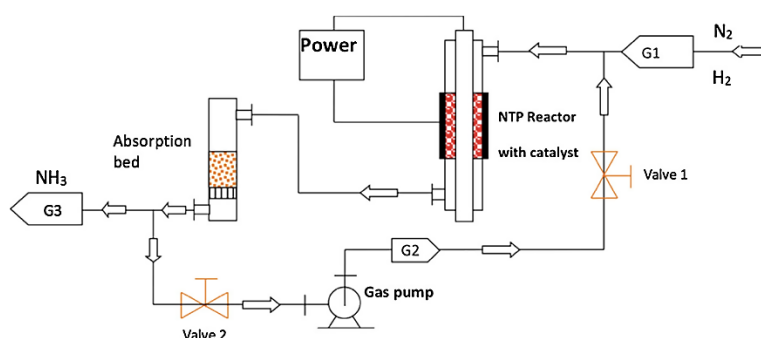 Power
N₂
G1
H₂
NTP Reactor
with catalyst
Absorption
bed
Valve 1
NH₃
G3
G2
Gas pump
Valve 2